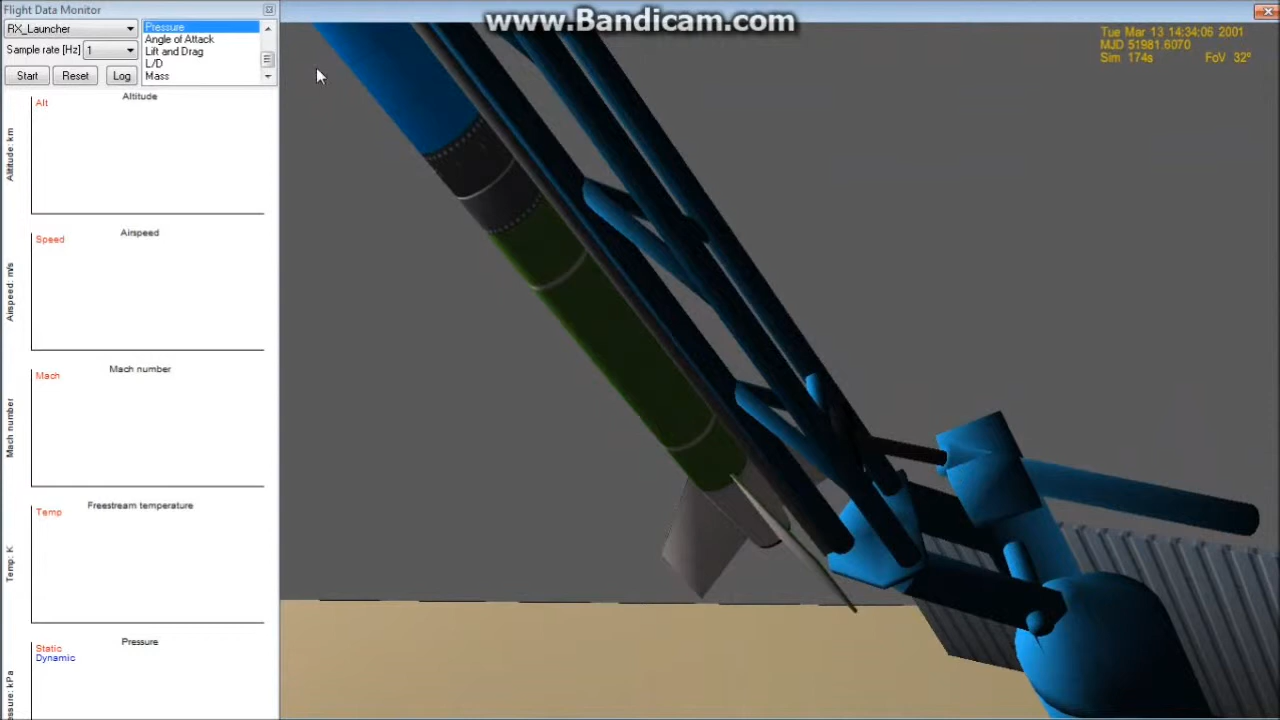 Flight Data Monitor
www.Bandicam.com
RX_Launcher
Sample rate [Hz] 1
Start Reset Log
Pressure
Angle of Attack
Lift and Drag
L/D
Mass
Tue Mar 13 14:34:06 2001
MJD 51981.6070
Sim 174s FoV 32°
Altitude
Alt
Altitude: km
Airspeed
Speed
Airspeed: m/s
Mach number
Mach
Mach number
Freestream temperature
Temp
Temp: K
Pressure
Static
Dynamic
essure: kPa